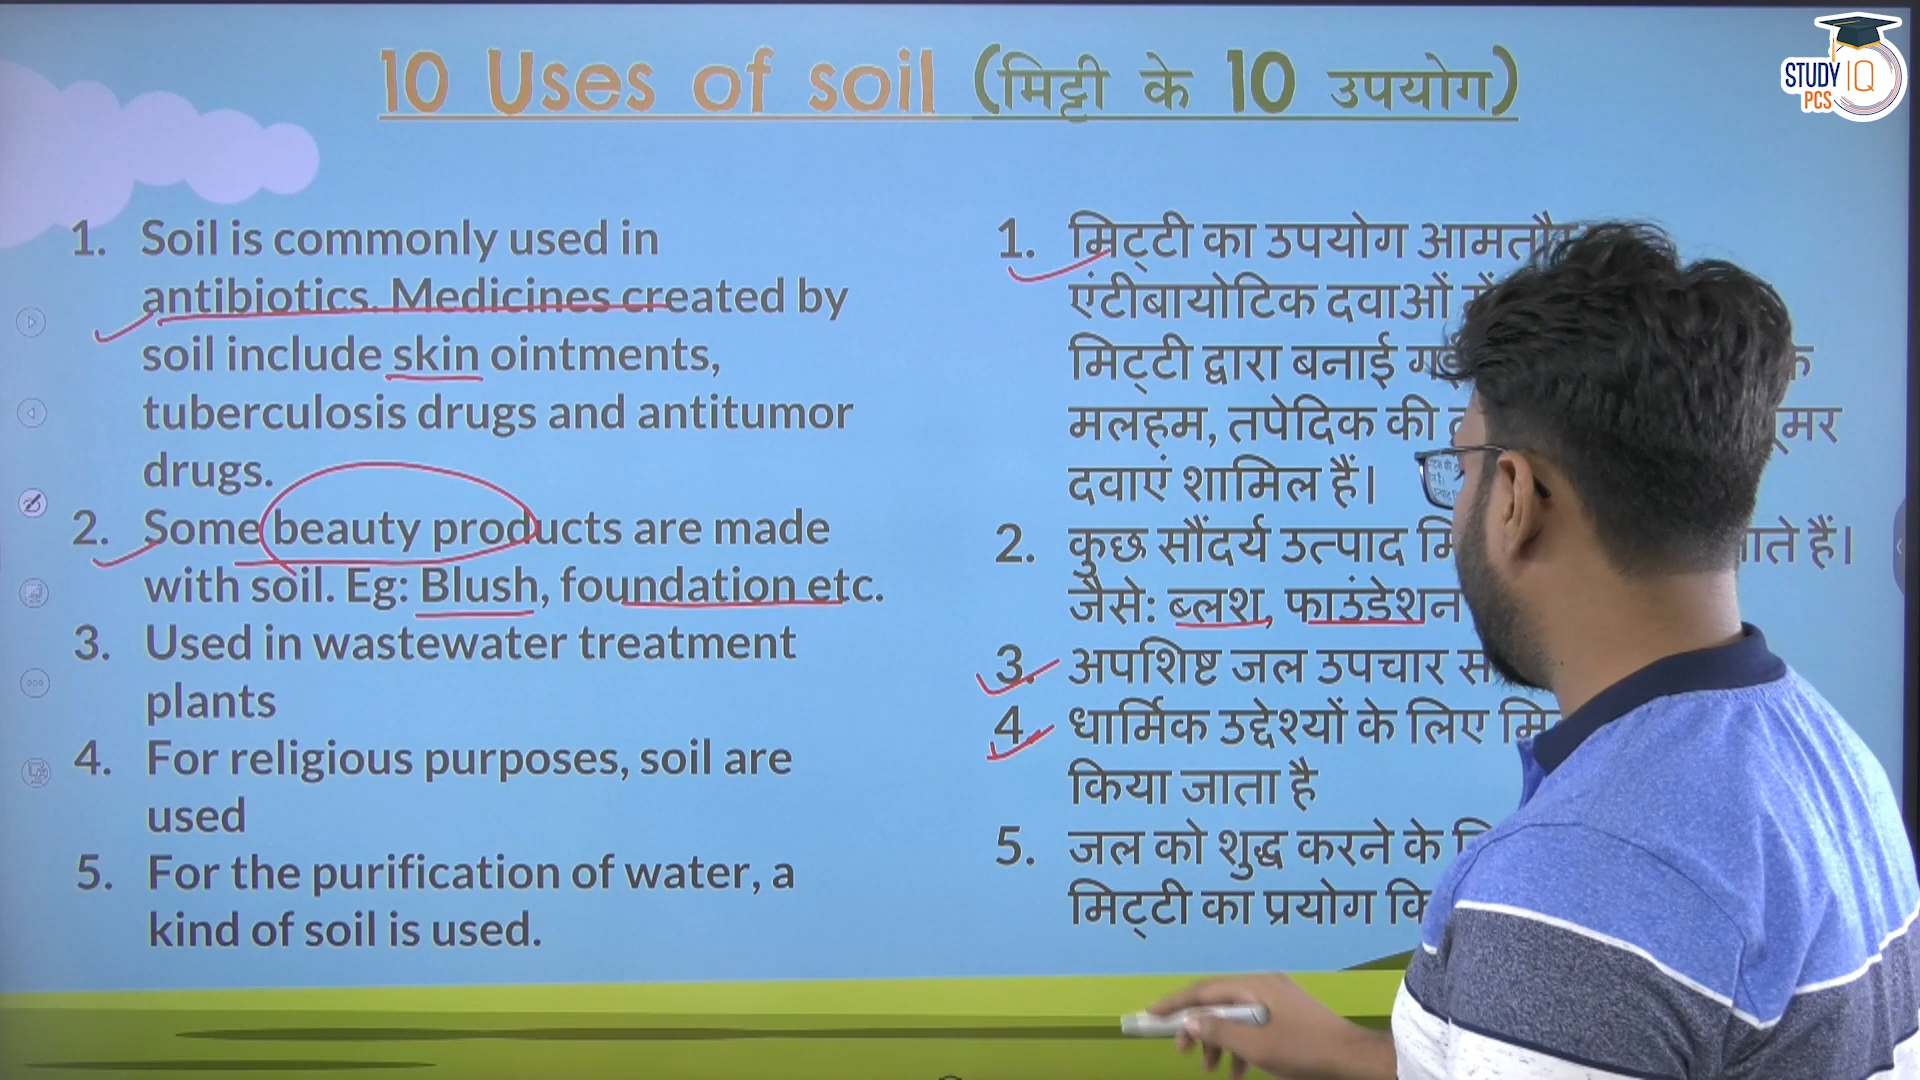 10 Uses of soil (मिट्टी के 10 उपयोग)
STUDY IQ
PCS
1. Soil is commonly used in
antibiotics. Medicines created by
soil include skin ointments,
tuberculosis drugs and antitumor
drugs.
2. Some beauty products are made
with soil. Eg: Blush, foundation etc.
3. Used in wastewater treatment
plants
4. For religious purposes, soil are
used
5. For the purification of water, a
kind of soil is used.
1. मिट्टी का उपयोग
एंटीबायोटिक दवाओं
मिट्टी द्वारा बनाई
मलहम, तपेदिक की
दवाएं शामिल हैं।
2. कुछ सौंदर्य उत्पाद हैं।
जैसे: ब्लश, फाउंडेशन
3. अपशिष्ट जल उपचार
4. धार्मिक उद्देश्यों के लिए
किया जाता है
5. जल को शुद्ध करने के
मिट्टी का प्रयोग